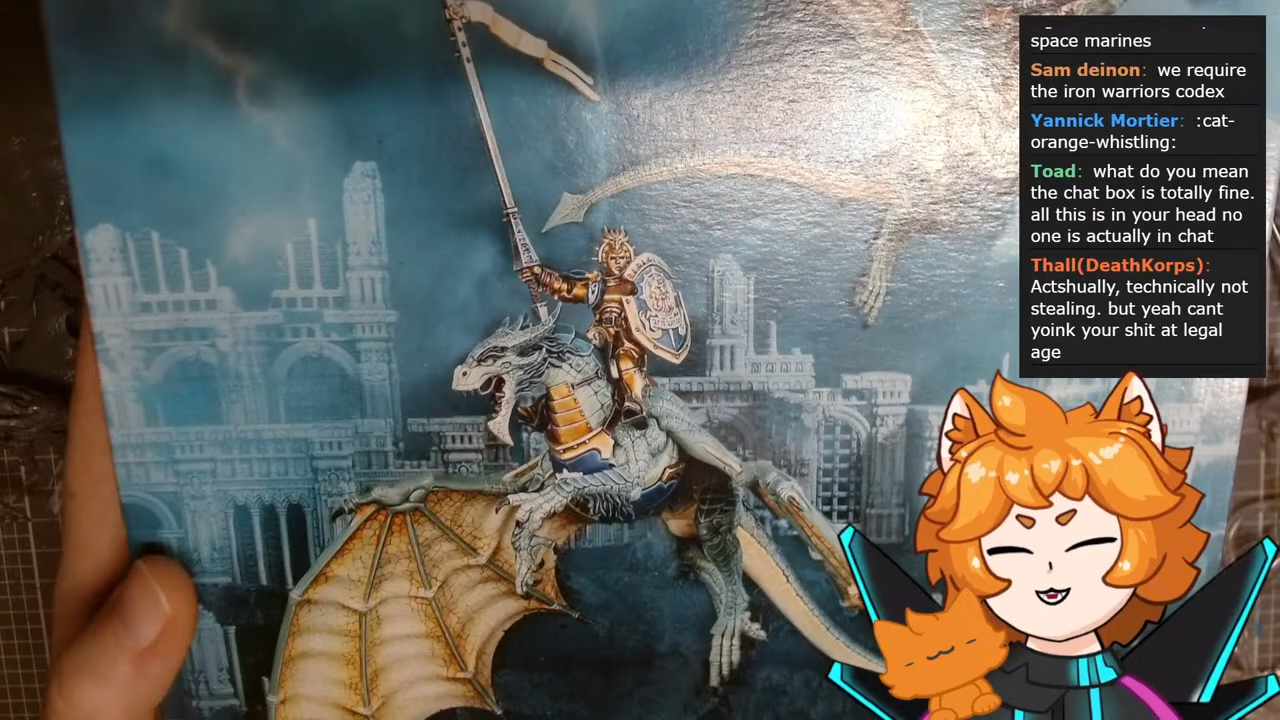 space marines
Sam deinon: we require
the iron warriors codex
Yannick Mortier: :cat-
orange-whistling:
Toad: what do you mean
the chat box is totally fine.
all this is in your head no
one is actually in chat
Thall(DeathKorps):
Actshually, technically not
stealing. but yeah cant
yoink your shit at legal
age